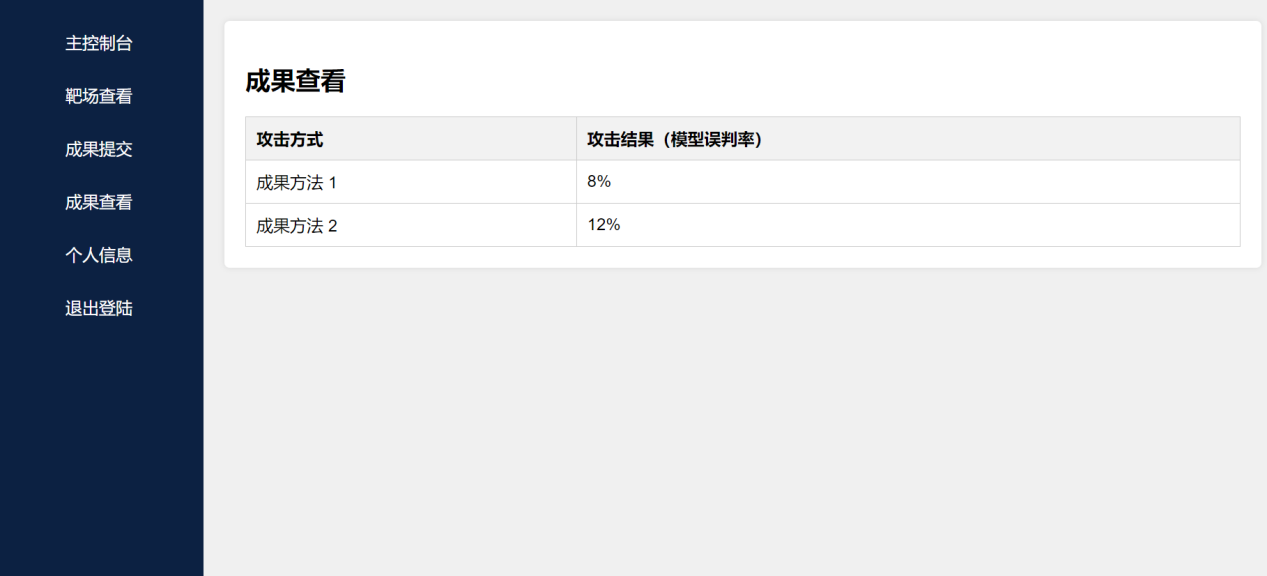 主控制台
靶场查看
成果提交
成果查看
个人信息
退出登陆
成果查看
攻击方式 攻击结果（模型误判率）
成果方法 1 8%
成果方法 2 12%